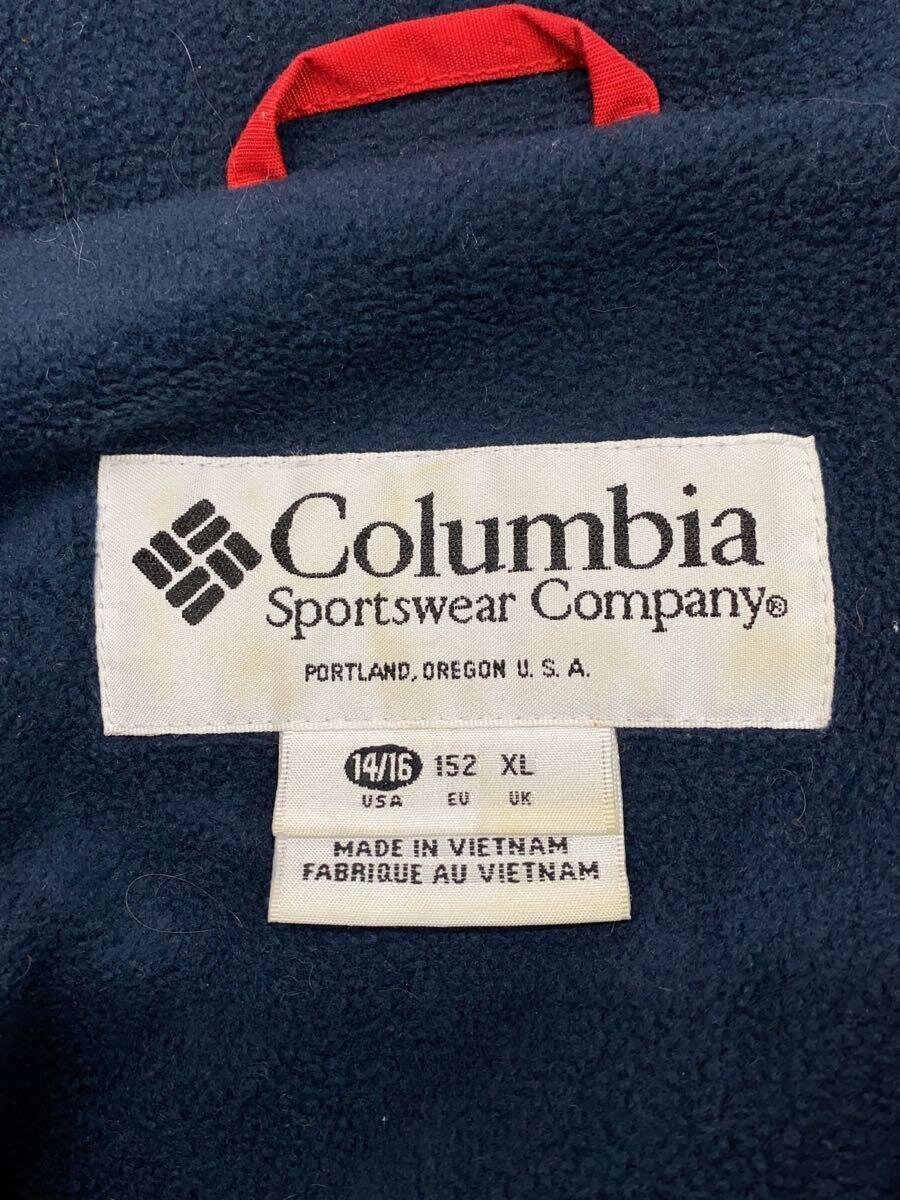 Columbia
Sportswear Company®
PORTLAND, OREGON U. S. A.
14/16 152 XL
USA EU UK
MADE IN VIETNAM
FABRIQUE AU VIETNAM